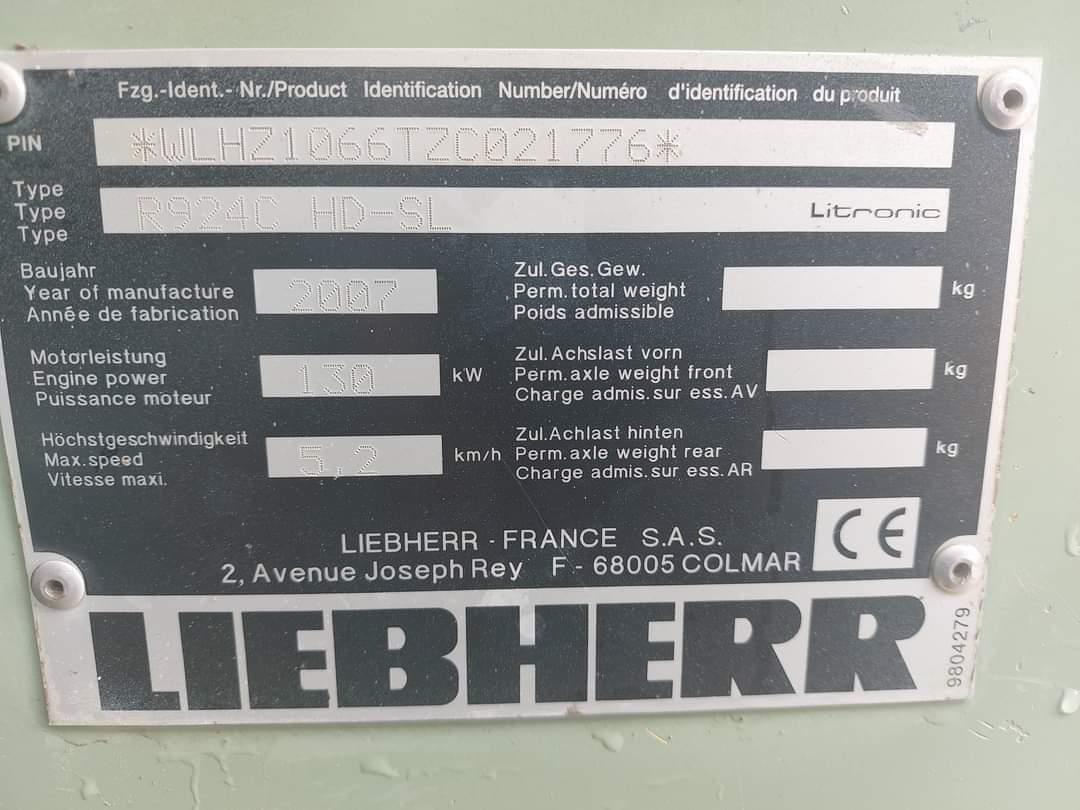 Fzg.-Ident.- Nr./Product Identification Number/Numéro d'identification du produit
PIN *WLHZ1066TZC021776*
Type
Type R924C HD-SL Litronic
Type
Baujahr
Year of manufacture 2007
Année de fabrication
Zul.Ges.Gew.
Perm.total weight kg
Poids admissible
Motorleistung
Engine power 130 kW
Puissance moteur
Zul.Achslast vorn
Perm.axle weight front kg
Charge admis.sur ess.AV
Höchstgeschwindigkeit
Max.speed 5,2 km/h
Vitesse maxi.
Zul.Achlast hinten
Perm.axle weight rear kg
Charge admis.sur ess.AR
LIEBHERR - FRANCE S.A.S.
2, Avenue Joseph Rey F - 68005 COLMAR
CE
LIEBHERR
9804279